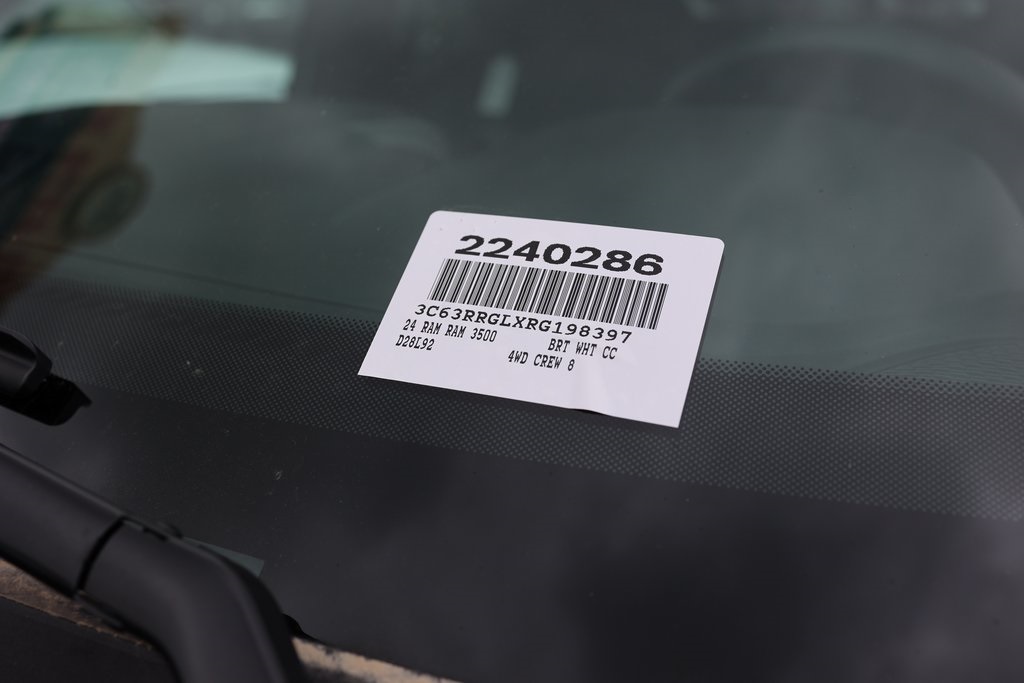 2240286
3C63RRGLXRG198397
24 RAM RAM 3500 BRT WHT CC
D28L92 4WD CREW 8